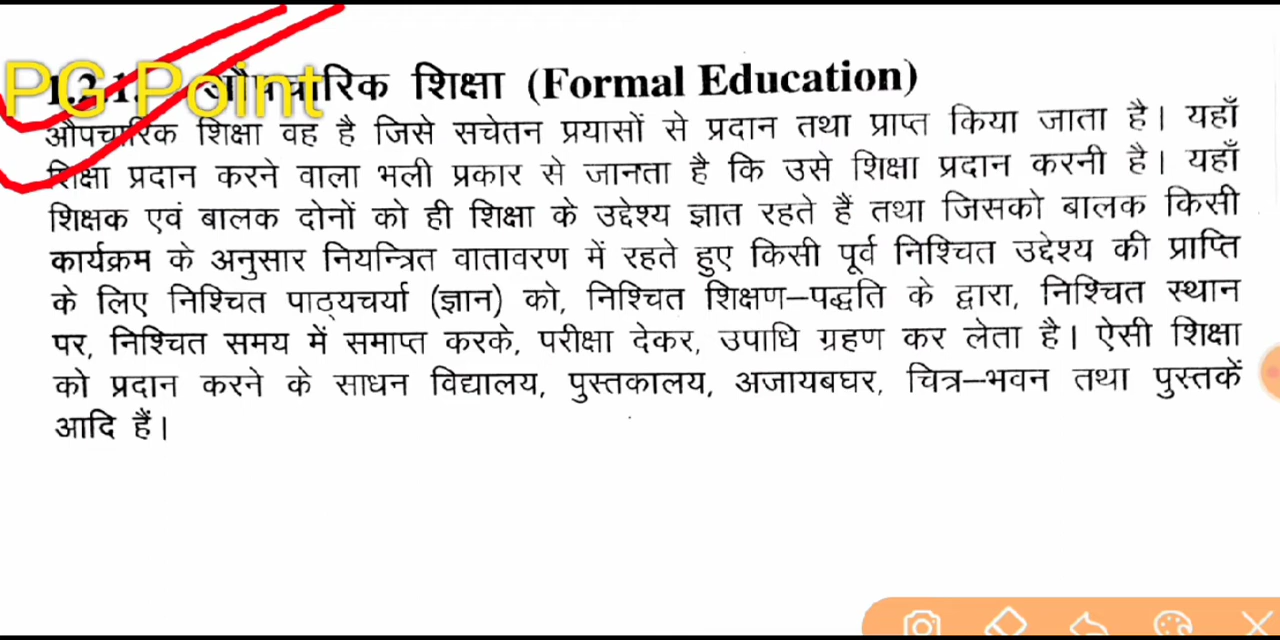 PG Point
1.2.1. औपचारिक शिक्षा (Formal Education)
औपचारिक शिक्षा वह है जिसे सचेतन प्रयासों से प्रदान तथा प्राप्त किया जाता है। यहाँ
शिक्षा प्रदान करने वाला भली प्रकार से जानता है कि उसे शिक्षा प्रदान करनी है। यहाँ
शिक्षक एवं बालक दोनों को ही शिक्षा के उद्देश्य ज्ञात रहते हैं तथा जिसको बालक किसी
कार्यक्रम के अनुसार नियन्त्रित वातावरण में रहते हुए किसी पूर्व निश्चित उद्देश्य की प्राप्ति
के लिए निश्चित पाठ्यचर्या (ज्ञान) को, निश्चित शिक्षण–पद्धति के द्वारा, निश्चित स्थान
पर, निश्चित समय में समाप्त करके, परीक्षा देकर, उपाधि ग्रहण कर लेता है। ऐसी शिक्षा
को प्रदान करने के साधन विद्यालय, पुस्तकालय, अजायबघर, चित्र–भवन तथा पुस्तकें
आदि हैं।